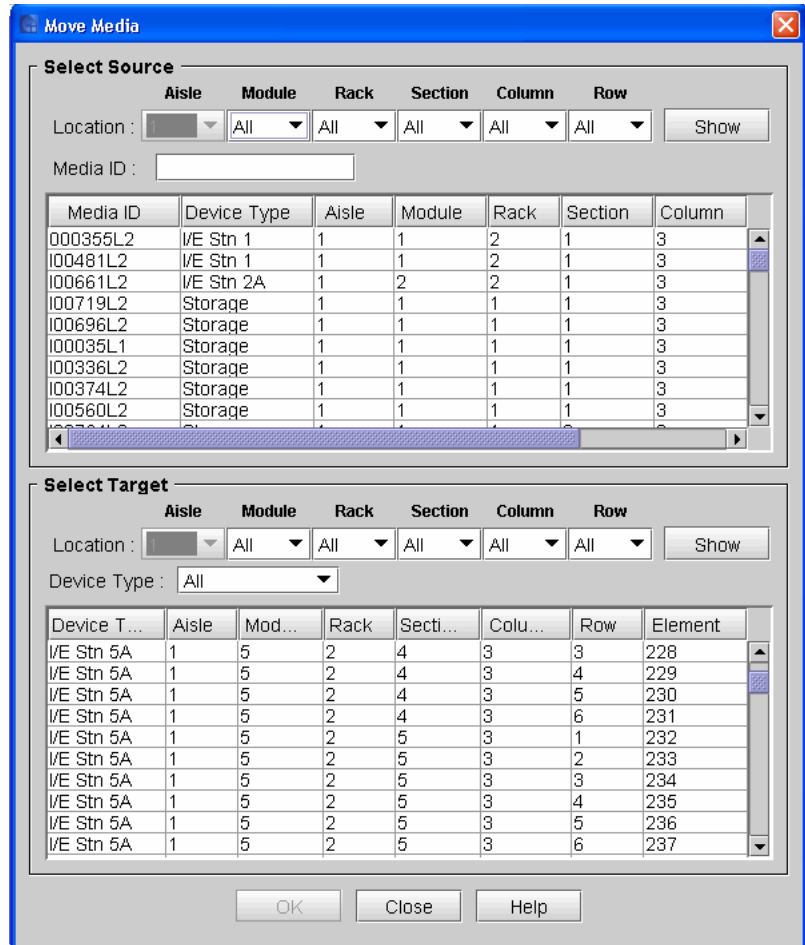 Move Media
Select Source
Aisle Module Rack Section Column Row
Location : 1 All All All All All Show
Media ID :
Media ID Device Type Aisle Module Rack Section Column
000355L2 I/E Stn 1 1 1 2 1 3
I00481L2 I/E Stn 1 1 1 2 1 3
I00661L2 I/E Stn 2A 1 2 2 1 3
I00719L2 Storage 1 1 1 1 3
I00696L2 Storage 1 1 1 1 3
I00035L1 Storage 1 1 1 1 3
I00336L2 Storage 1 1 1 1 3
I00374L2 Storage 1 1 1 1 3
I00560L2 Storage 1 1 1 1 3
Select Target
Aisle Module Rack Section Column Row
Location : 1 All All All All All Show
Device Type : All
Device T... Aisle Mod... Rack Secti... Colu... Row Element
I/E Stn 5A 1 5 2 4 3 3 228
I/E Stn 5A 1 5 2 4 3 4 229
I/E Stn 5A 1 5 2 4 3 5 230
I/E Stn 5A 1 5 2 4 3 6 231
I/E Stn 5A 1 5 2 5 3 1 232
I/E Stn 5A 1 5 2 5 3 2 233
I/E Stn 5A 1 5 2 5 3 3 234
I/E Stn 5A 1 5 2 5 3 4 235
I/E Stn 5A 1 5 2 5 3 5 236
I/E Stn 5A 1 5 2 5 3 6 237
OK Close Help